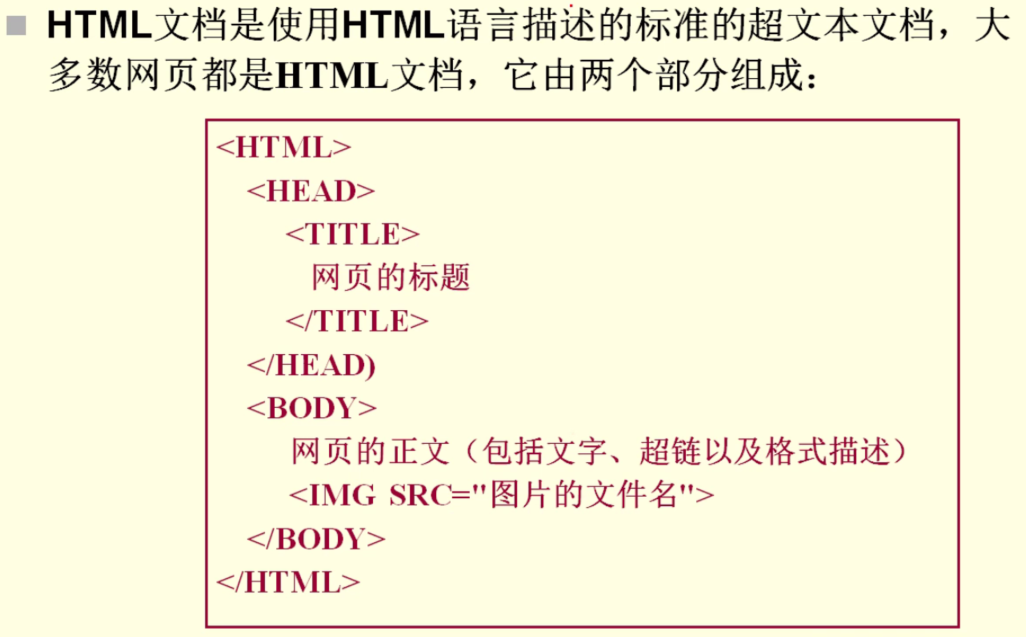 HTML文档是使用HTML语言描述的标准的超文本文档，大
多数网页都是HTML文档，它由两个部分组成：
<HTML>
<HEAD>
<TITLE>
网页的标题
</TITLE>
</HEAD)
<BODY>
网页的正文（包括文字、超链以及格式描述）
<IMG SRC="图片的文件名">
</BODY>
</HTML>